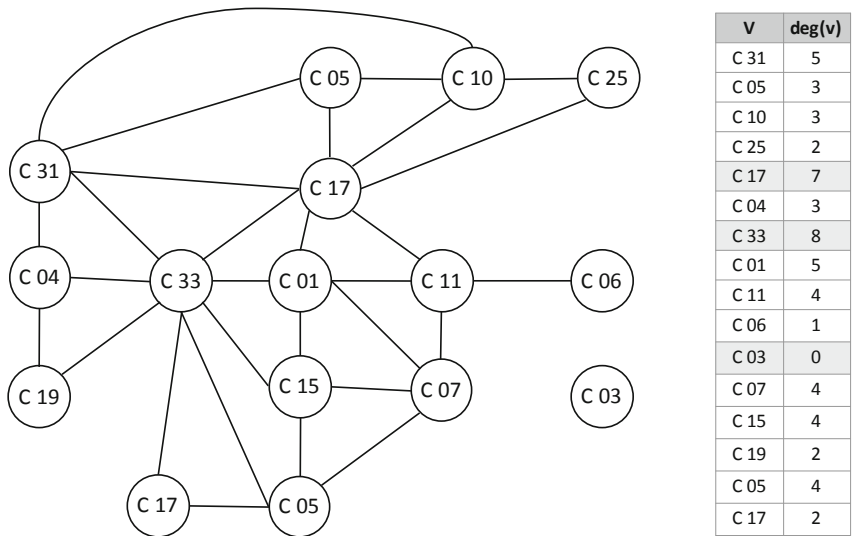 C 05
C 10
C 25
C 31
C 17
C 04
C 33
C 01
C 11
C 06
C 19
C 15
C 07
C 03
C 17
C 05
V deg(v)
C 31 5
C 05 3
C 10 3
C 25 2
C 17 7
C 04 3
C 33 8
C 01 5
C 11 4
C 06 1
C 03 0
C 07 4
C 15 4
C 19 2
C 05 4
C 17 2